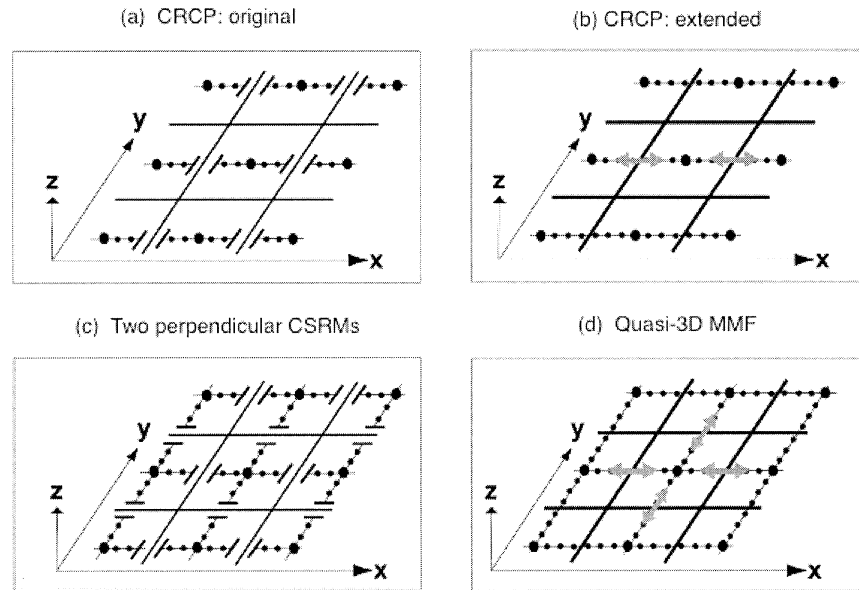 (a) CRCP: original
(b) CRCP: extended
y
z
x
y
z
x
(c) Two perpendicular CSRMs
(d) Quasi-3D MMF
y
z
x
y
z
x